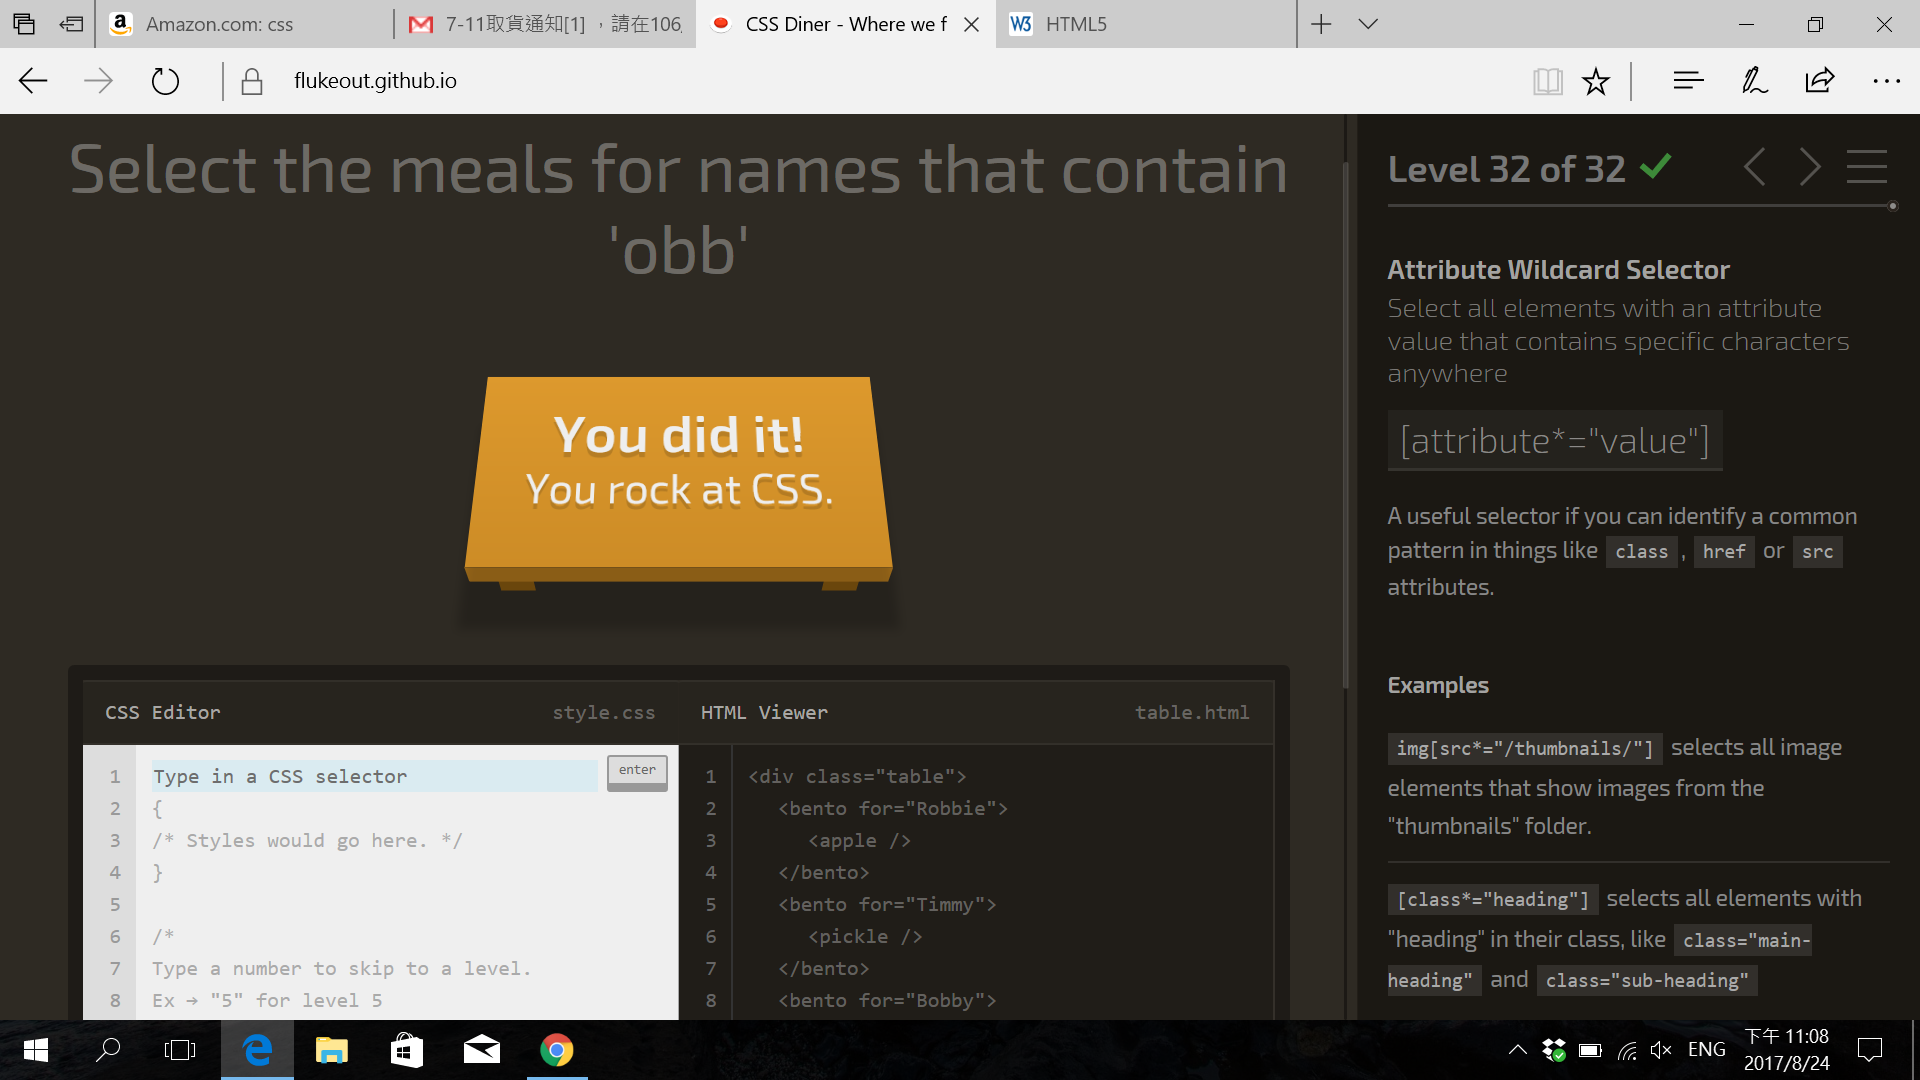 Amazon.com: css
7-11取貨通知[1] ，請在106
CSS Diner - Where we f
HTML5
flukeout.github.io
Select the meals for names that contain
'obb'
You did it!
You rock at CSS.
CSS Editor
style.css
HTML Viewer
table.html
1 Type in a CSS selector
enter
2 {
3 /* Styles would go here. */
4 }
5
6 /*
7 Type a number to skip to a level.
8 Ex → "5" for level 5
1 <div class="table">
2 <bento for="Robbie">
3 <apple />
4 </bento>
5 <bento for="Timmy">
6 <pickle />
7 </bento>
8 <bento for="Bobby">
Level 32 of 32
Attribute Wildcard Selector
Select all elements with an attribute
value that contains specific characters
anywhere
[attribute*="value"]
A useful selector if you can identify a common
pattern in things like class , href or src
attributes.
Examples
img[src*="/thumbnails/"] selects all image
elements that show images from the
"thumbnails" folder.
[class*="heading"] selects all elements with
"heading" in their class, like class="main-
heading" and class="sub-heading"
ENG
下午 11:08
2017/8/24